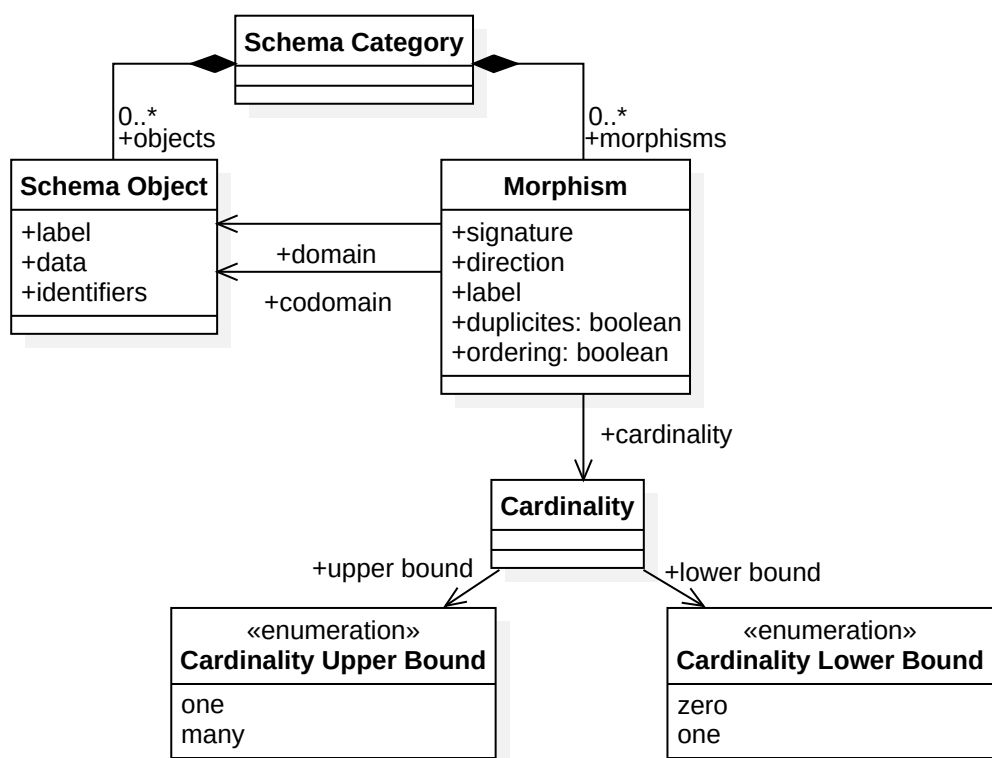 Schema Category
0..*
+objects
0..*
+morphisms
Schema Object
+label
+data
+identifiers
+domain
+codomain
Morphism
+signature
+direction
+label
+duplicites: boolean
+ordering: boolean
+cardinality
Cardinality
+upper bound
+lower bound
«enumeration»
Cardinality Upper Bound
one
many
«enumeration»
Cardinality Lower Bound
zero
one